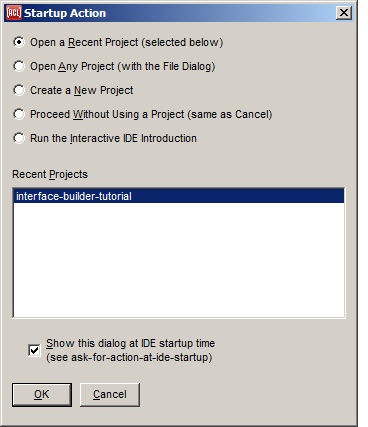 ACL Startup Action
Open a Recent Project (selected below)
Open Any Project (with the File Dialog)
Create a New Project
Proceed Without Using a Project (same as Cancel)
Run the Interactive IDE Introduction
Recent Projects
interface-builder-tutorial
Show this dialog at IDE startup time
(see ask-for-action-at-ide-startup)
OK Cancel